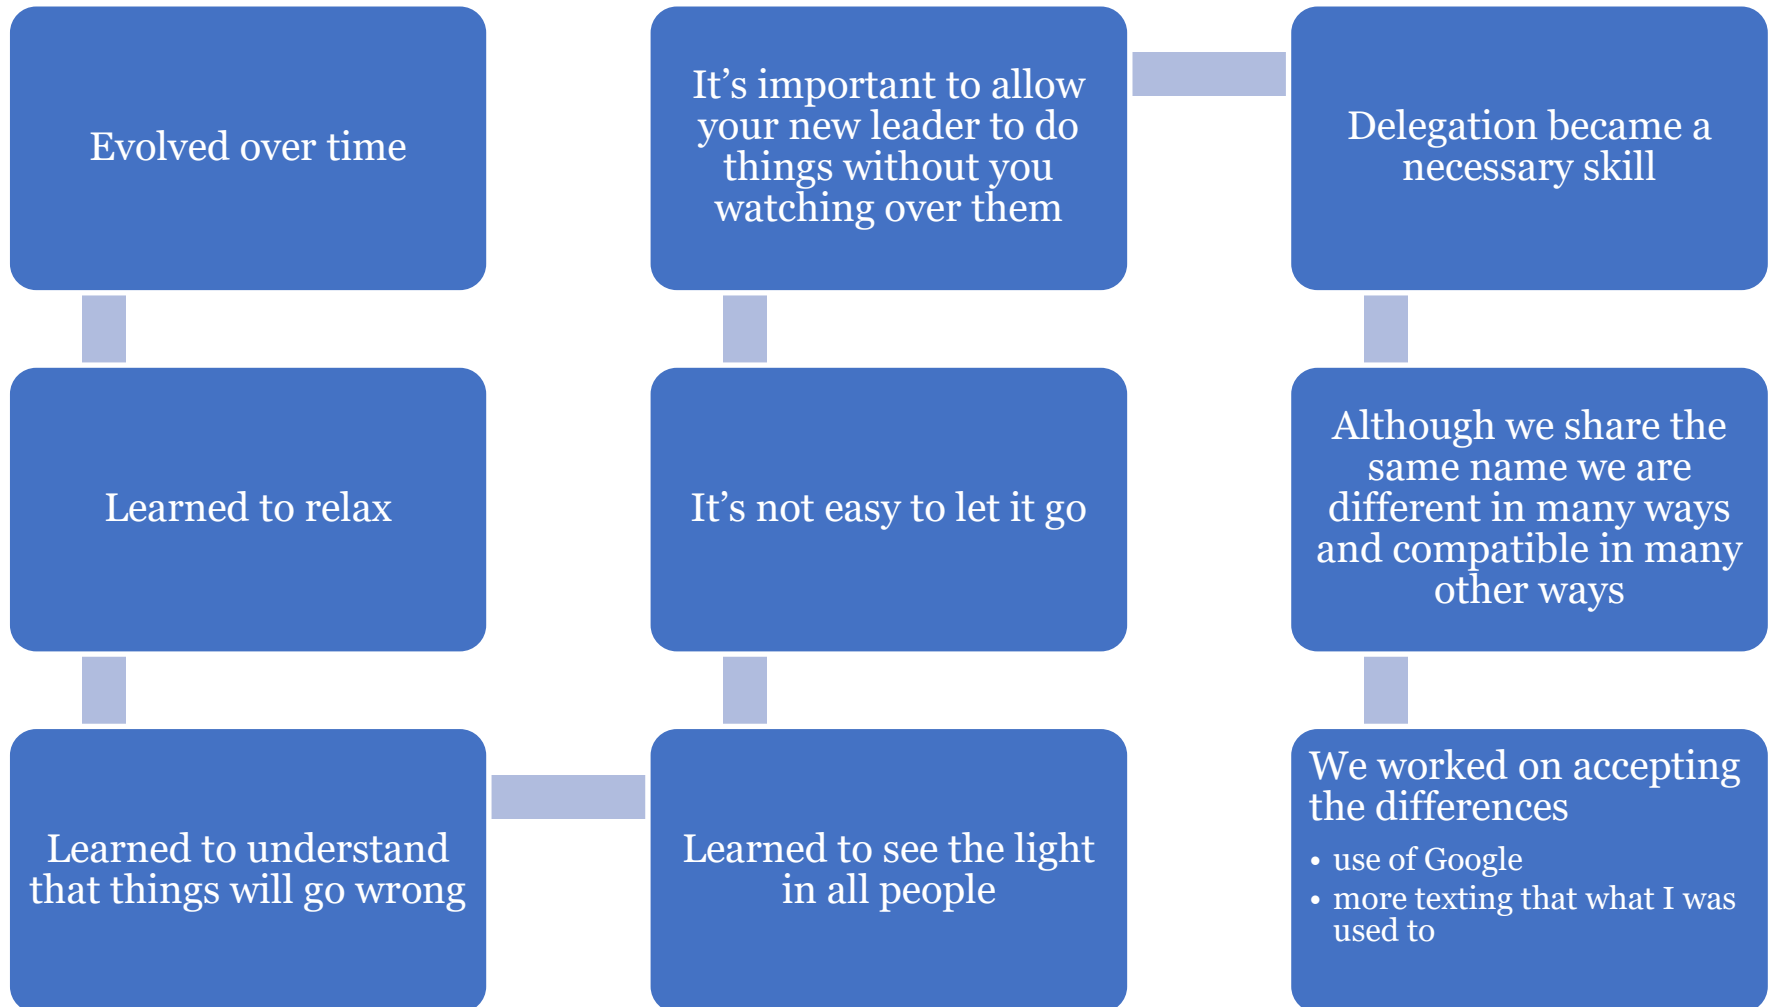 Evolved over time
Learned to relax
Learned to understand
that things will go wrong
Learned to see the light
in all people
It’s not easy to let it go
It’s important to allow
your new leader to do
things without you
watching over them
Delegation became a
necessary skill
Although we share the
same name we are
different in many ways
and compatible in many
other ways
We worked on accepting
the differences
• use of Google
• more texting that what I was
used to